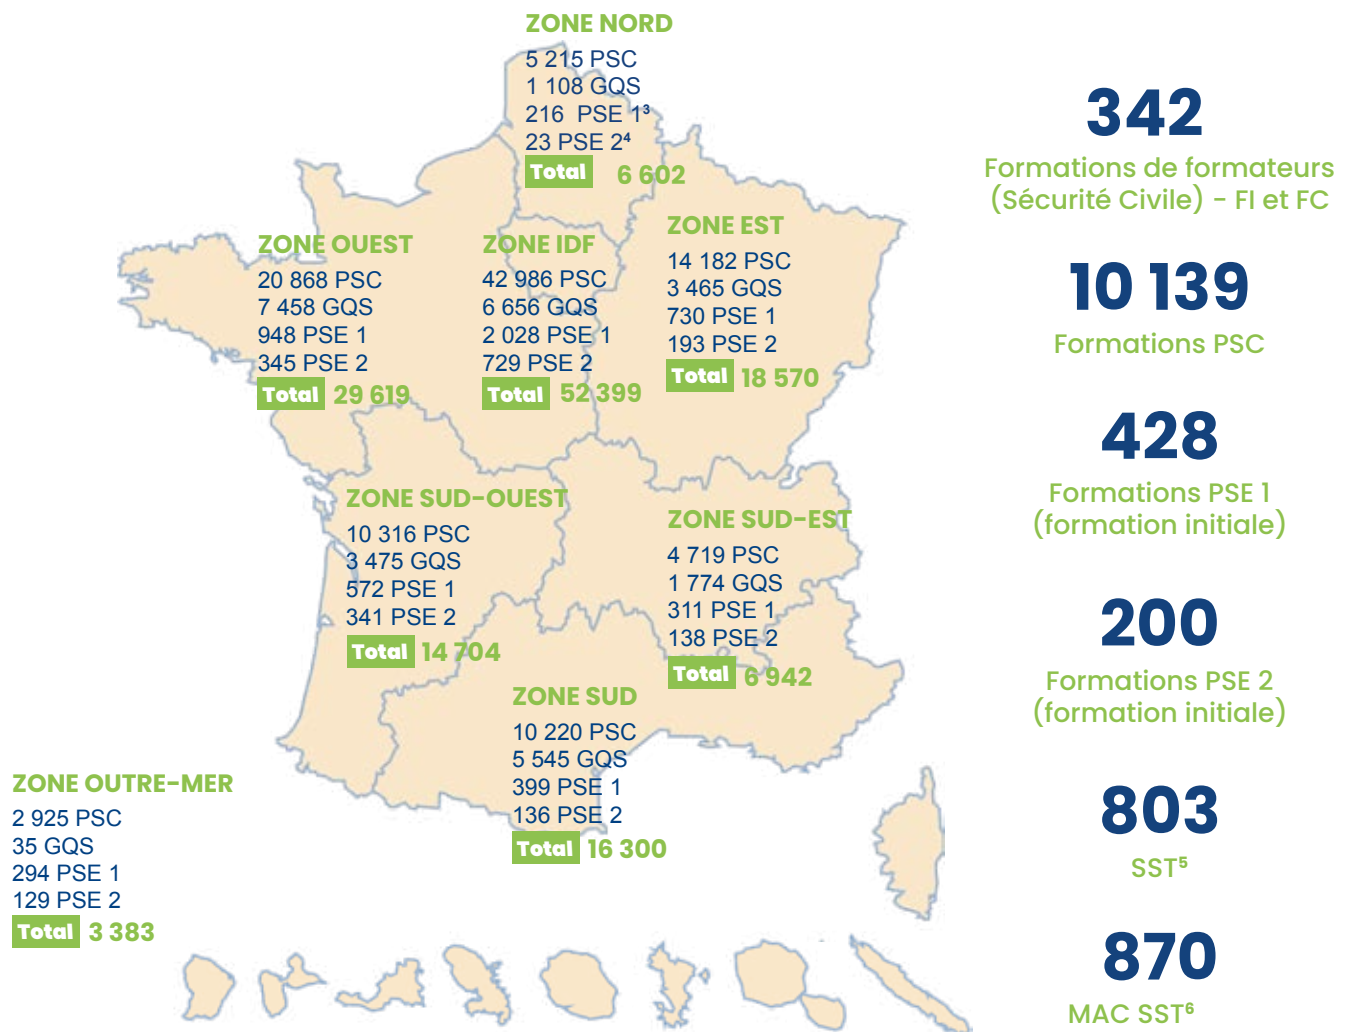 ZONE NORD
5 215 PSC
1 108 GQS
216 PSE 1³
23 PSE 2⁴
Total 6 602
ZONE OUEST
20 868 PSC
7 458 GQS
948 PSE 1
345 PSE 2
Total 29 619
ZONE IDF
42 986 PSC
6 656 GQS
2 028 PSE 1
729 PSE 2
Total 52 399
ZONE EST
14 182 PSC
3 465 GQS
730 PSE 1
193 PSE 2
Total 18 570
ZONE SUD-OUEST
10 316 PSC
3 475 GQS
572 PSE 1
341 PSE 2
Total 14 704
ZONE SUD-EST
4 719 PSC
1 774 GQS
311 PSE 1
138 PSE 2
Total 6 942
ZONE SUD
10 220 PSC
5 545 GQS
399 PSE 1
136 PSE 2
Total 16 300
ZONE OUTRE-MER
2 925 PSC
35 GQS
294 PSE 1
129 PSE 2
Total 3 383
342
Formations de formateurs
(Sécurité Civile) - FI et FC
10 139
Formations PSC
428
Formations PSE 1
(formation initiale)
200
Formations PSE 2
(formation initiale)
803
SST⁵
870
MAC SST⁶